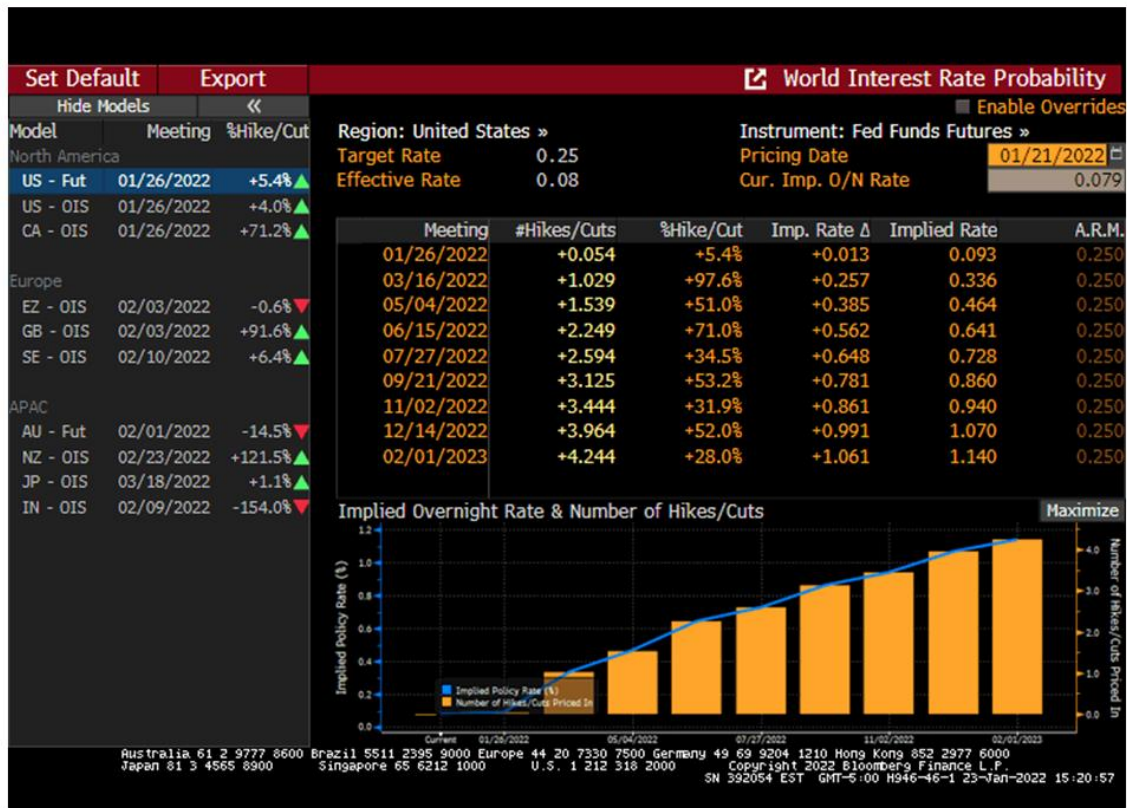 Set Default Export World Interest Rate Probability
Hide Models « Enable Overrides
Model Meeting %Hike/Cut
North America
US - Fut 01/26/2022 +5.4%
US - OIS 01/26/2022 +4.0%
CA - OIS 01/26/2022 +71.2%
Europe
EZ - OIS 02/03/2022 -0.6%
GB - OIS 02/03/2022 +91.6%
SE - OIS 02/10/2022 +6.4%
APAC
AU - Fut 02/01/2022 -14.5%
NZ - OIS 02/23/2022 +121.5%
JP - OIS 03/18/2022 +1.1%
IN - OIS 02/09/2022 -154.0%
Region: United States » Instrument: Fed Funds Futures »
Target Rate 0.25 Pricing Date 01/21/2022
Effective Rate 0.08 Cur. Imp. O/N Rate 0.079
Meeting #Hikes/Cuts %Hike/Cut Imp. Rate Δ Implied Rate A.R.M.
01/26/2022 +0.054 +5.4% +0.013 0.093 0.250
03/16/2022 +1.029 +97.6% +0.257 0.336 0.250
05/04/2022 +1.539 +51.0% +0.385 0.464 0.250
06/15/2022 +2.249 +71.0% +0.562 0.641 0.250
07/27/2022 +2.594 +34.5% +0.648 0.728 0.250
09/21/2022 +3.125 +53.2% +0.781 0.860 0.250
11/02/2022 +3.444 +31.9% +0.861 0.940 0.250
12/14/2022 +3.964 +52.0% +0.991 1.070 0.250
02/01/2023 +4.244 +28.0% +1.061 1.140 0.250
Implied Overnight Rate & Number of Hikes/Cuts Maximize
Implied Policy Rate (%)
1.2
1.0
0.8
0.6
0.4
0.2
0.0
Implied Policy Rate (%)
Number of Hikes/Cuts Priced In
4.0
3.0
2.0
1.0
0.0
Number of Hikes/Cuts Priced In
Current 01/26/2022 05/04/2022 07/27/2022 11/02/2022 02/01/2023
Australia 61 2 9777 8600 Brazil 5511 2395 9000 Europe 44 20 7330 7500 Germany 49 69 9204 1210 Hong Kong 852 2977 6000
Japan 81 3 4565 8900 Singapore 65 6212 1000 U.S. 1 212 318 2000 Copyright 2022 Bloomberg Finance L.P.
SN 392054 EST GMT-5:00 H946-46-1 23-Jan-2022 15:20:57